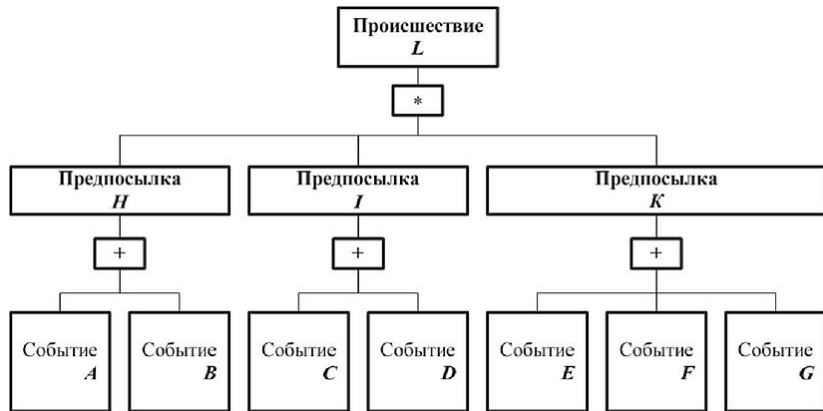 Происшествие
L
*
Предпосылка
H
Предпосылка
I
Предпосылка
K
+
+
+
Событие
A
Событие
B
Событие
C
Событие
D
Событие
E
Событие
F
Событие
G